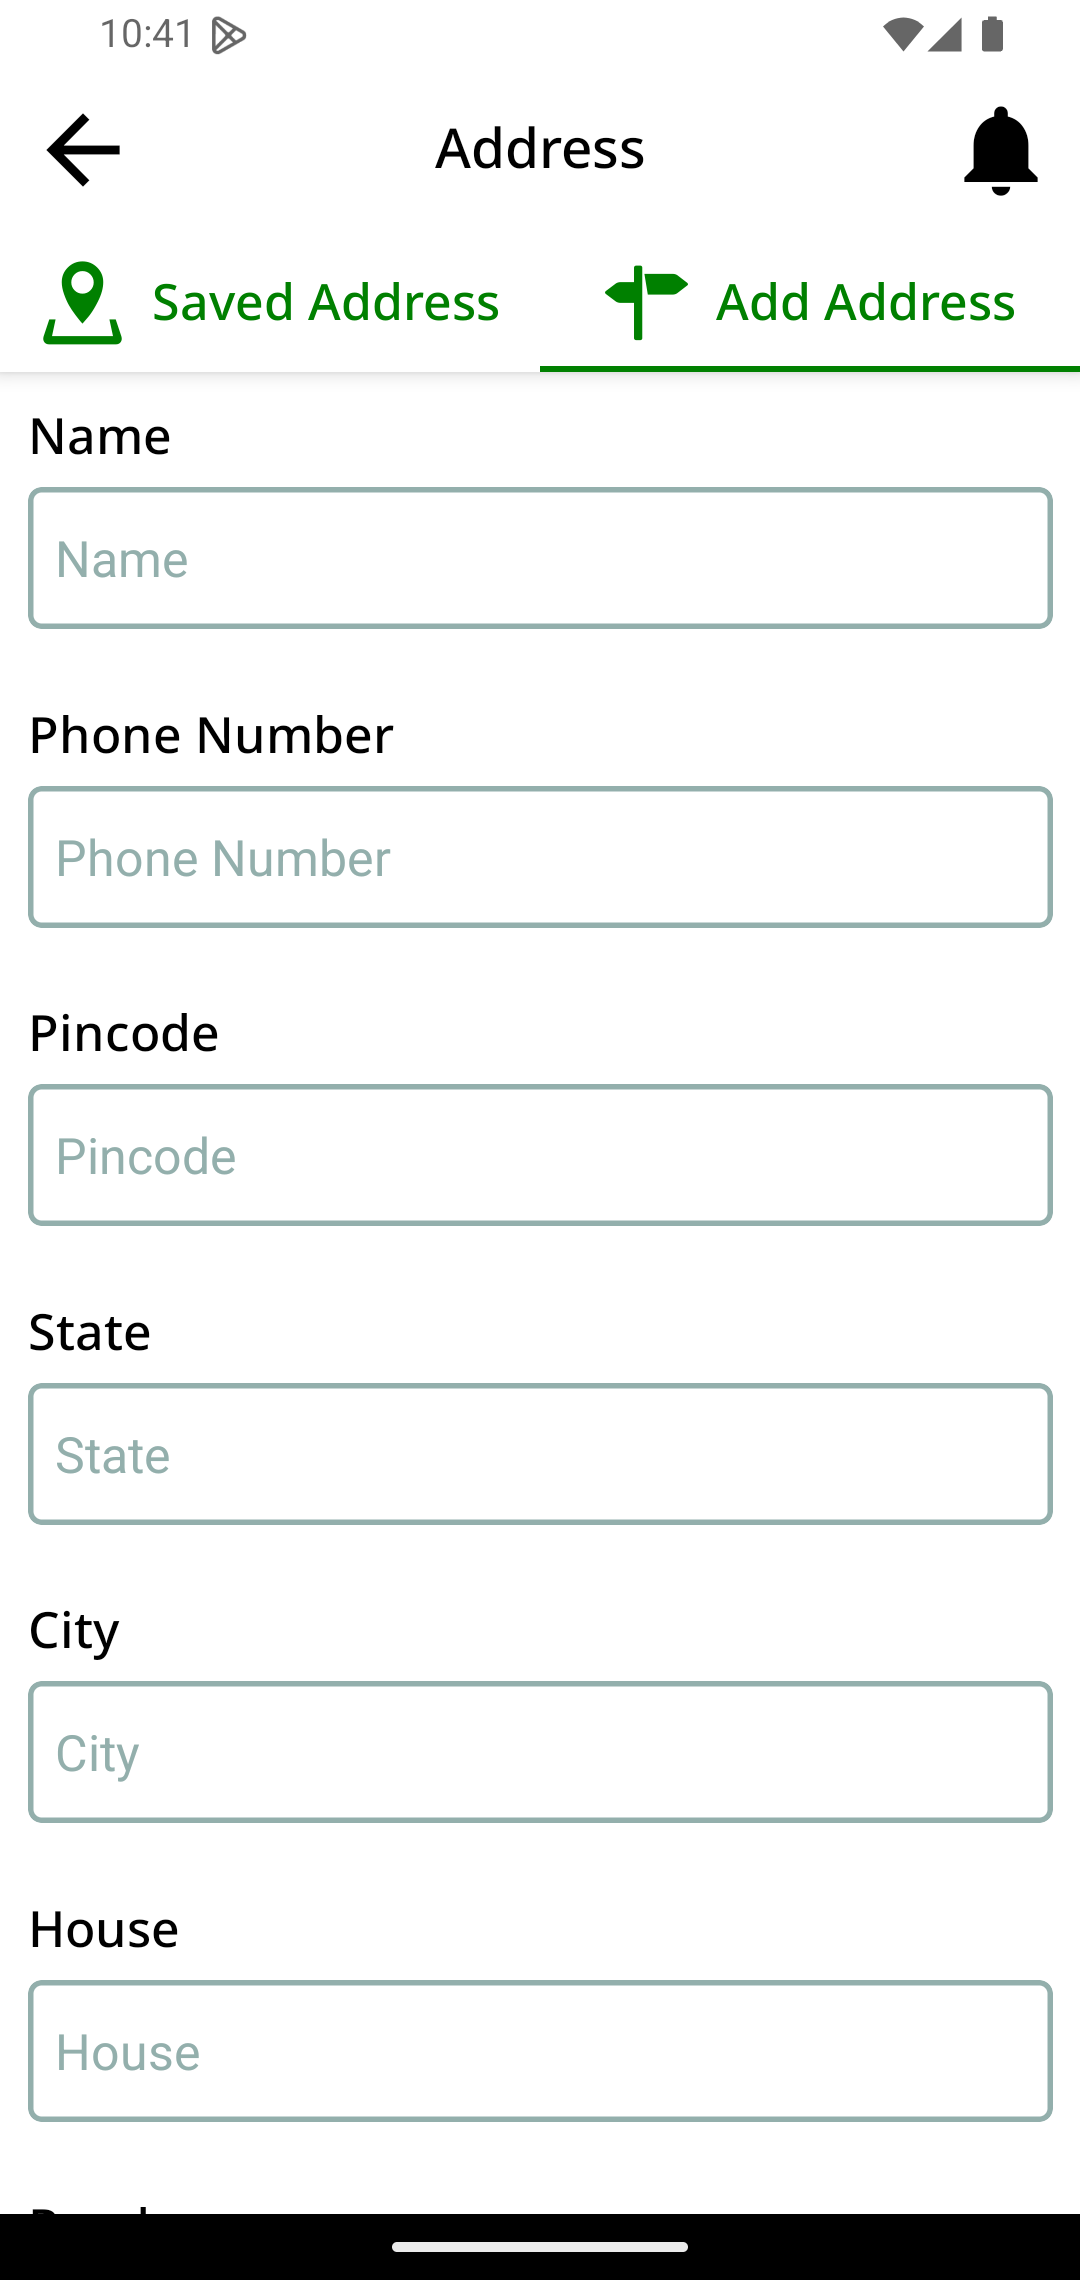 10:41
Address
Saved Address
Add Address
Name
Name
Phone Number
Phone Number
Pincode
Pincode
State
State
City
City
House
House